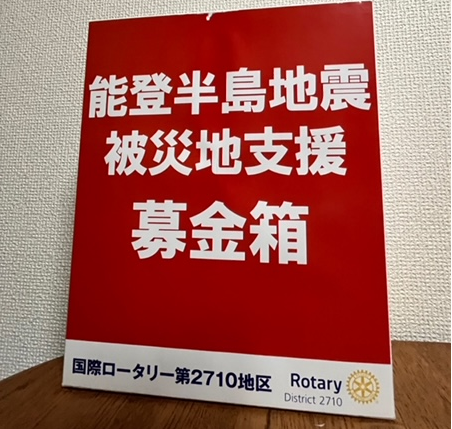 能登半島地震
被災地支援
募金箱
国際ロータリー第2710地区
Rotary
District 2710